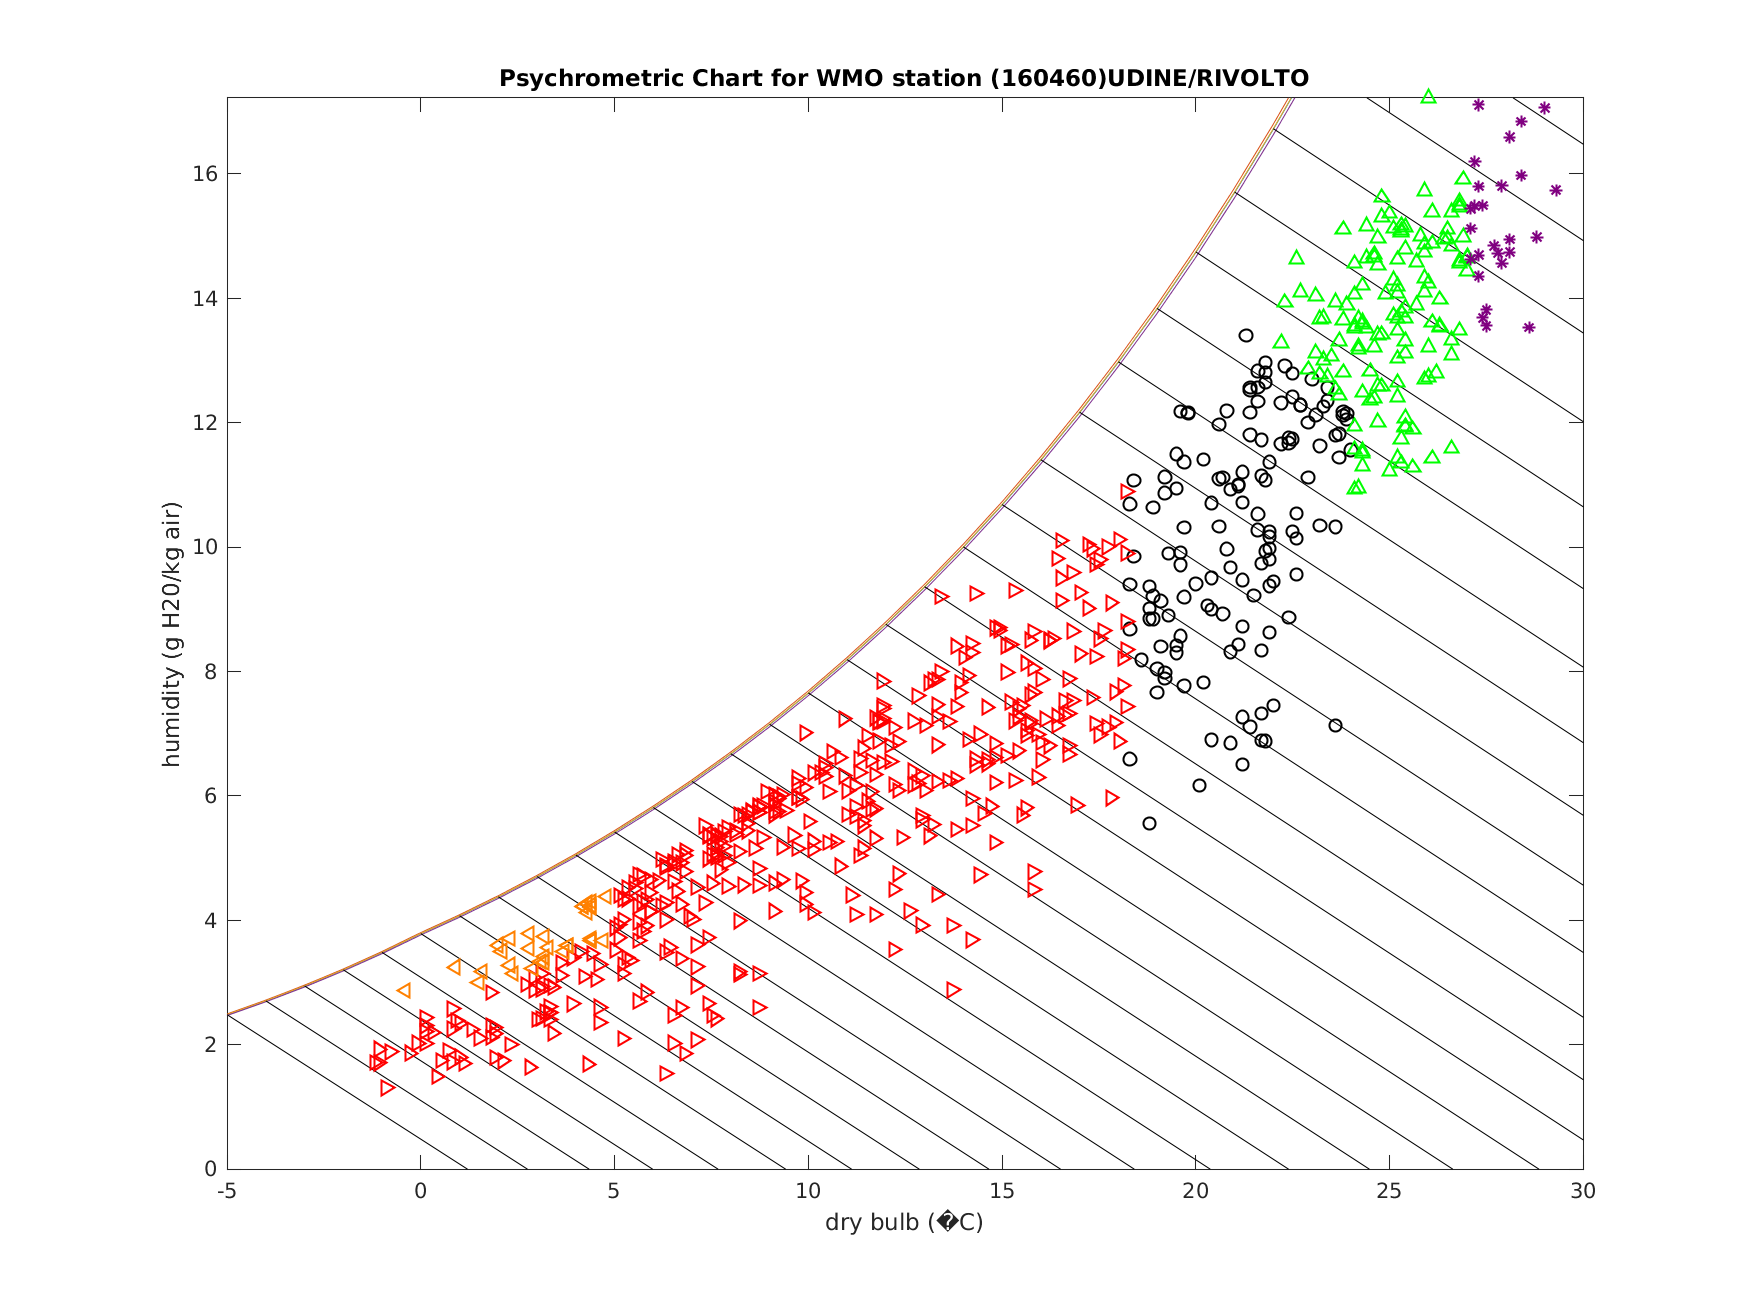 Psychrometric Chart for WMO station (160460)UDINE/RIVOLTO
humidity (g H20/kg air)
16
14
12
10
8
6
4
2
0
-5 0 5 10 15 20 25 30
dry bulb (�C)